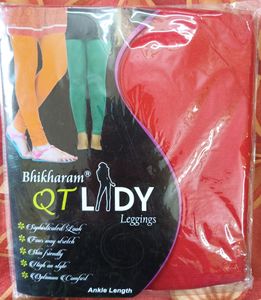 Bhikharam®
QT LADY
Leggings
Sophisticated Look
Four way stretch
Skin friendly
High on style
Optimum Comfort
Ankle Length